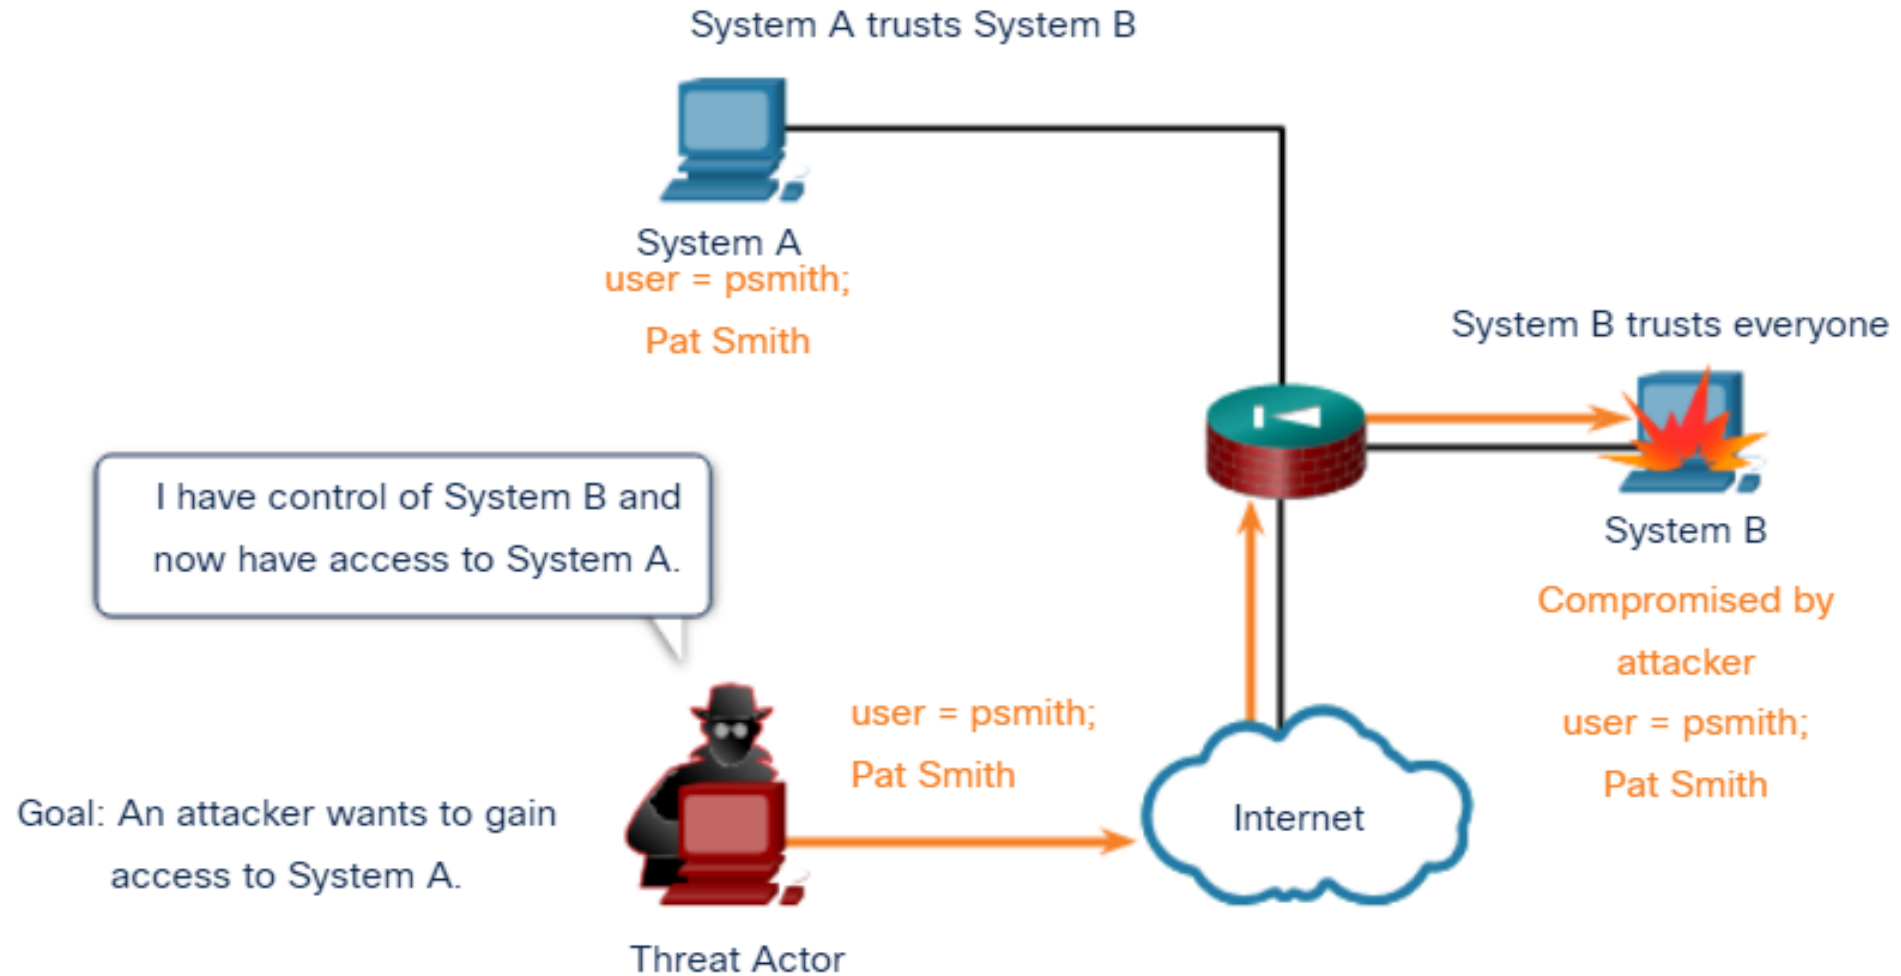 System A trusts System B
System A
user = psmith;
Pat Smith
System B trusts everyone
I have control of System B and
now have access to System A.
System B
Compromised by
attacker
user = psmith;
Pat Smith
user = psmith;
Pat Smith
Internet
Goal: An attacker wants to gain
access to System A.
Threat Actor